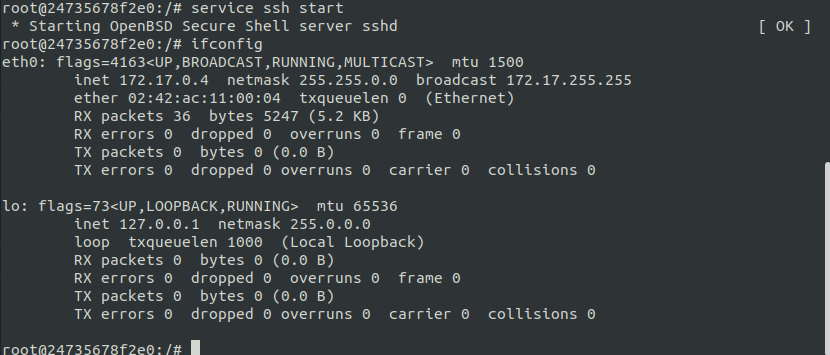 root@24735678f2e0:/# service ssh start
 * Starting OpenBSD Secure Shell server sshd                                        [ OK ]
root@24735678f2e0:/# ifconfig
eth0: flags=4163<UP,BROADCAST,RUNNING,MULTICAST>  mtu 1500
        inet 172.17.0.4  netmask 255.255.0.0  broadcast 172.17.255.255
        ether 02:42:ac:11:00:04  txqueuelen 0  (Ethernet)
        RX packets 36  bytes 5247 (5.2 KB)
        RX errors 0  dropped 0  overruns 0  frame 0
        TX packets 0  bytes 0 (0.0 B)
        TX errors 0  dropped 0 overruns 0  carrier 0  collisions 0

lo: flags=73<UP,LOOPBACK,RUNNING>  mtu 65536
        inet 127.0.0.1  netmask 255.0.0.0
        loop  txqueuelen 1000  (Local Loopback)
        RX packets 0  bytes 0 (0.0 B)
        RX errors 0  dropped 0  overruns 0  frame 0
        TX packets 0  bytes 0 (0.0 B)
        TX errors 0  dropped 0 overruns 0  carrier 0  collisions 0

root@24735678f2e0:/#